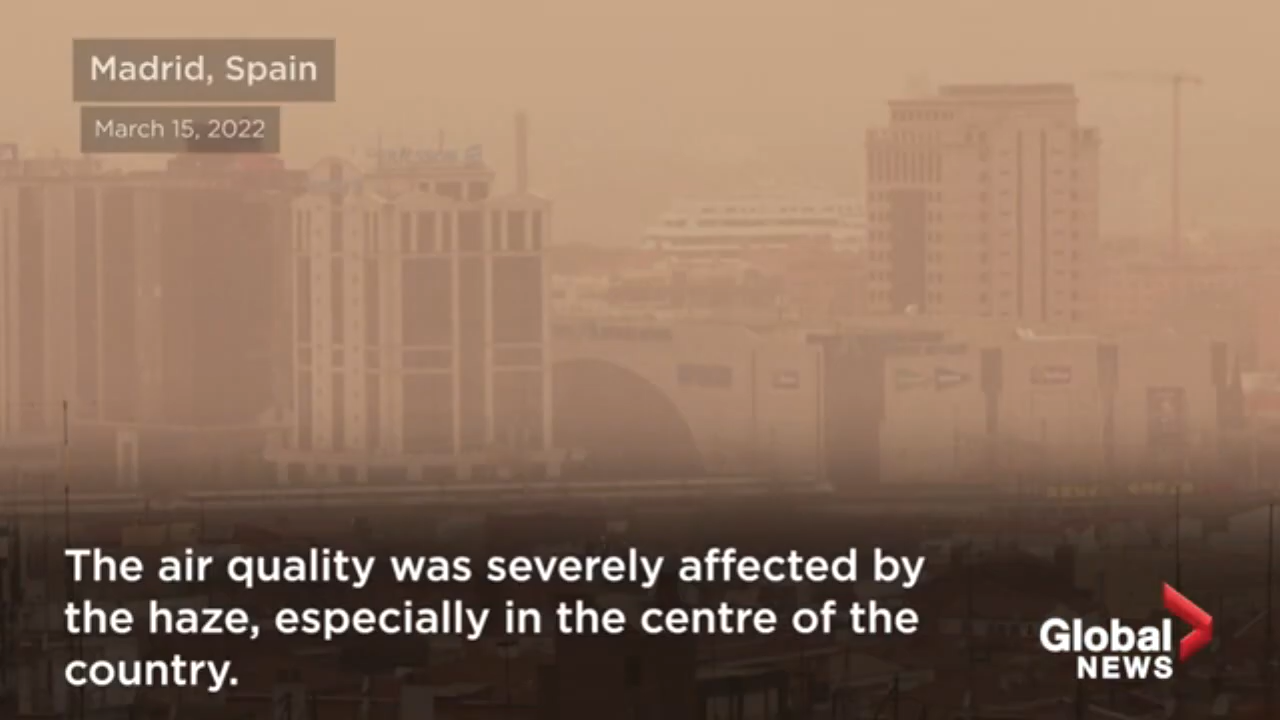 Madrid, Spain
March 15, 2022
The air quality was severely affected by
the haze, especially in the centre of the
country.
Global
NEWS